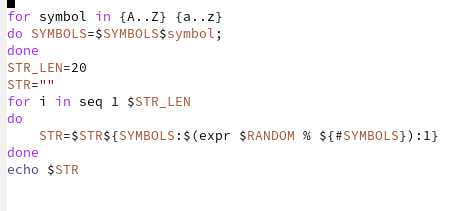 for symbol in {A..Z} {a..z}
do SYMBOLS=$SYMBOLS$symbol;
done
STR_LEN=20
STR=""
for i in seq 1 $STR_LEN
do
    STR=$STR${SYMBOLS:$(expr $RANDOM % ${#SYMBOLS}):1}
done
echo $STR